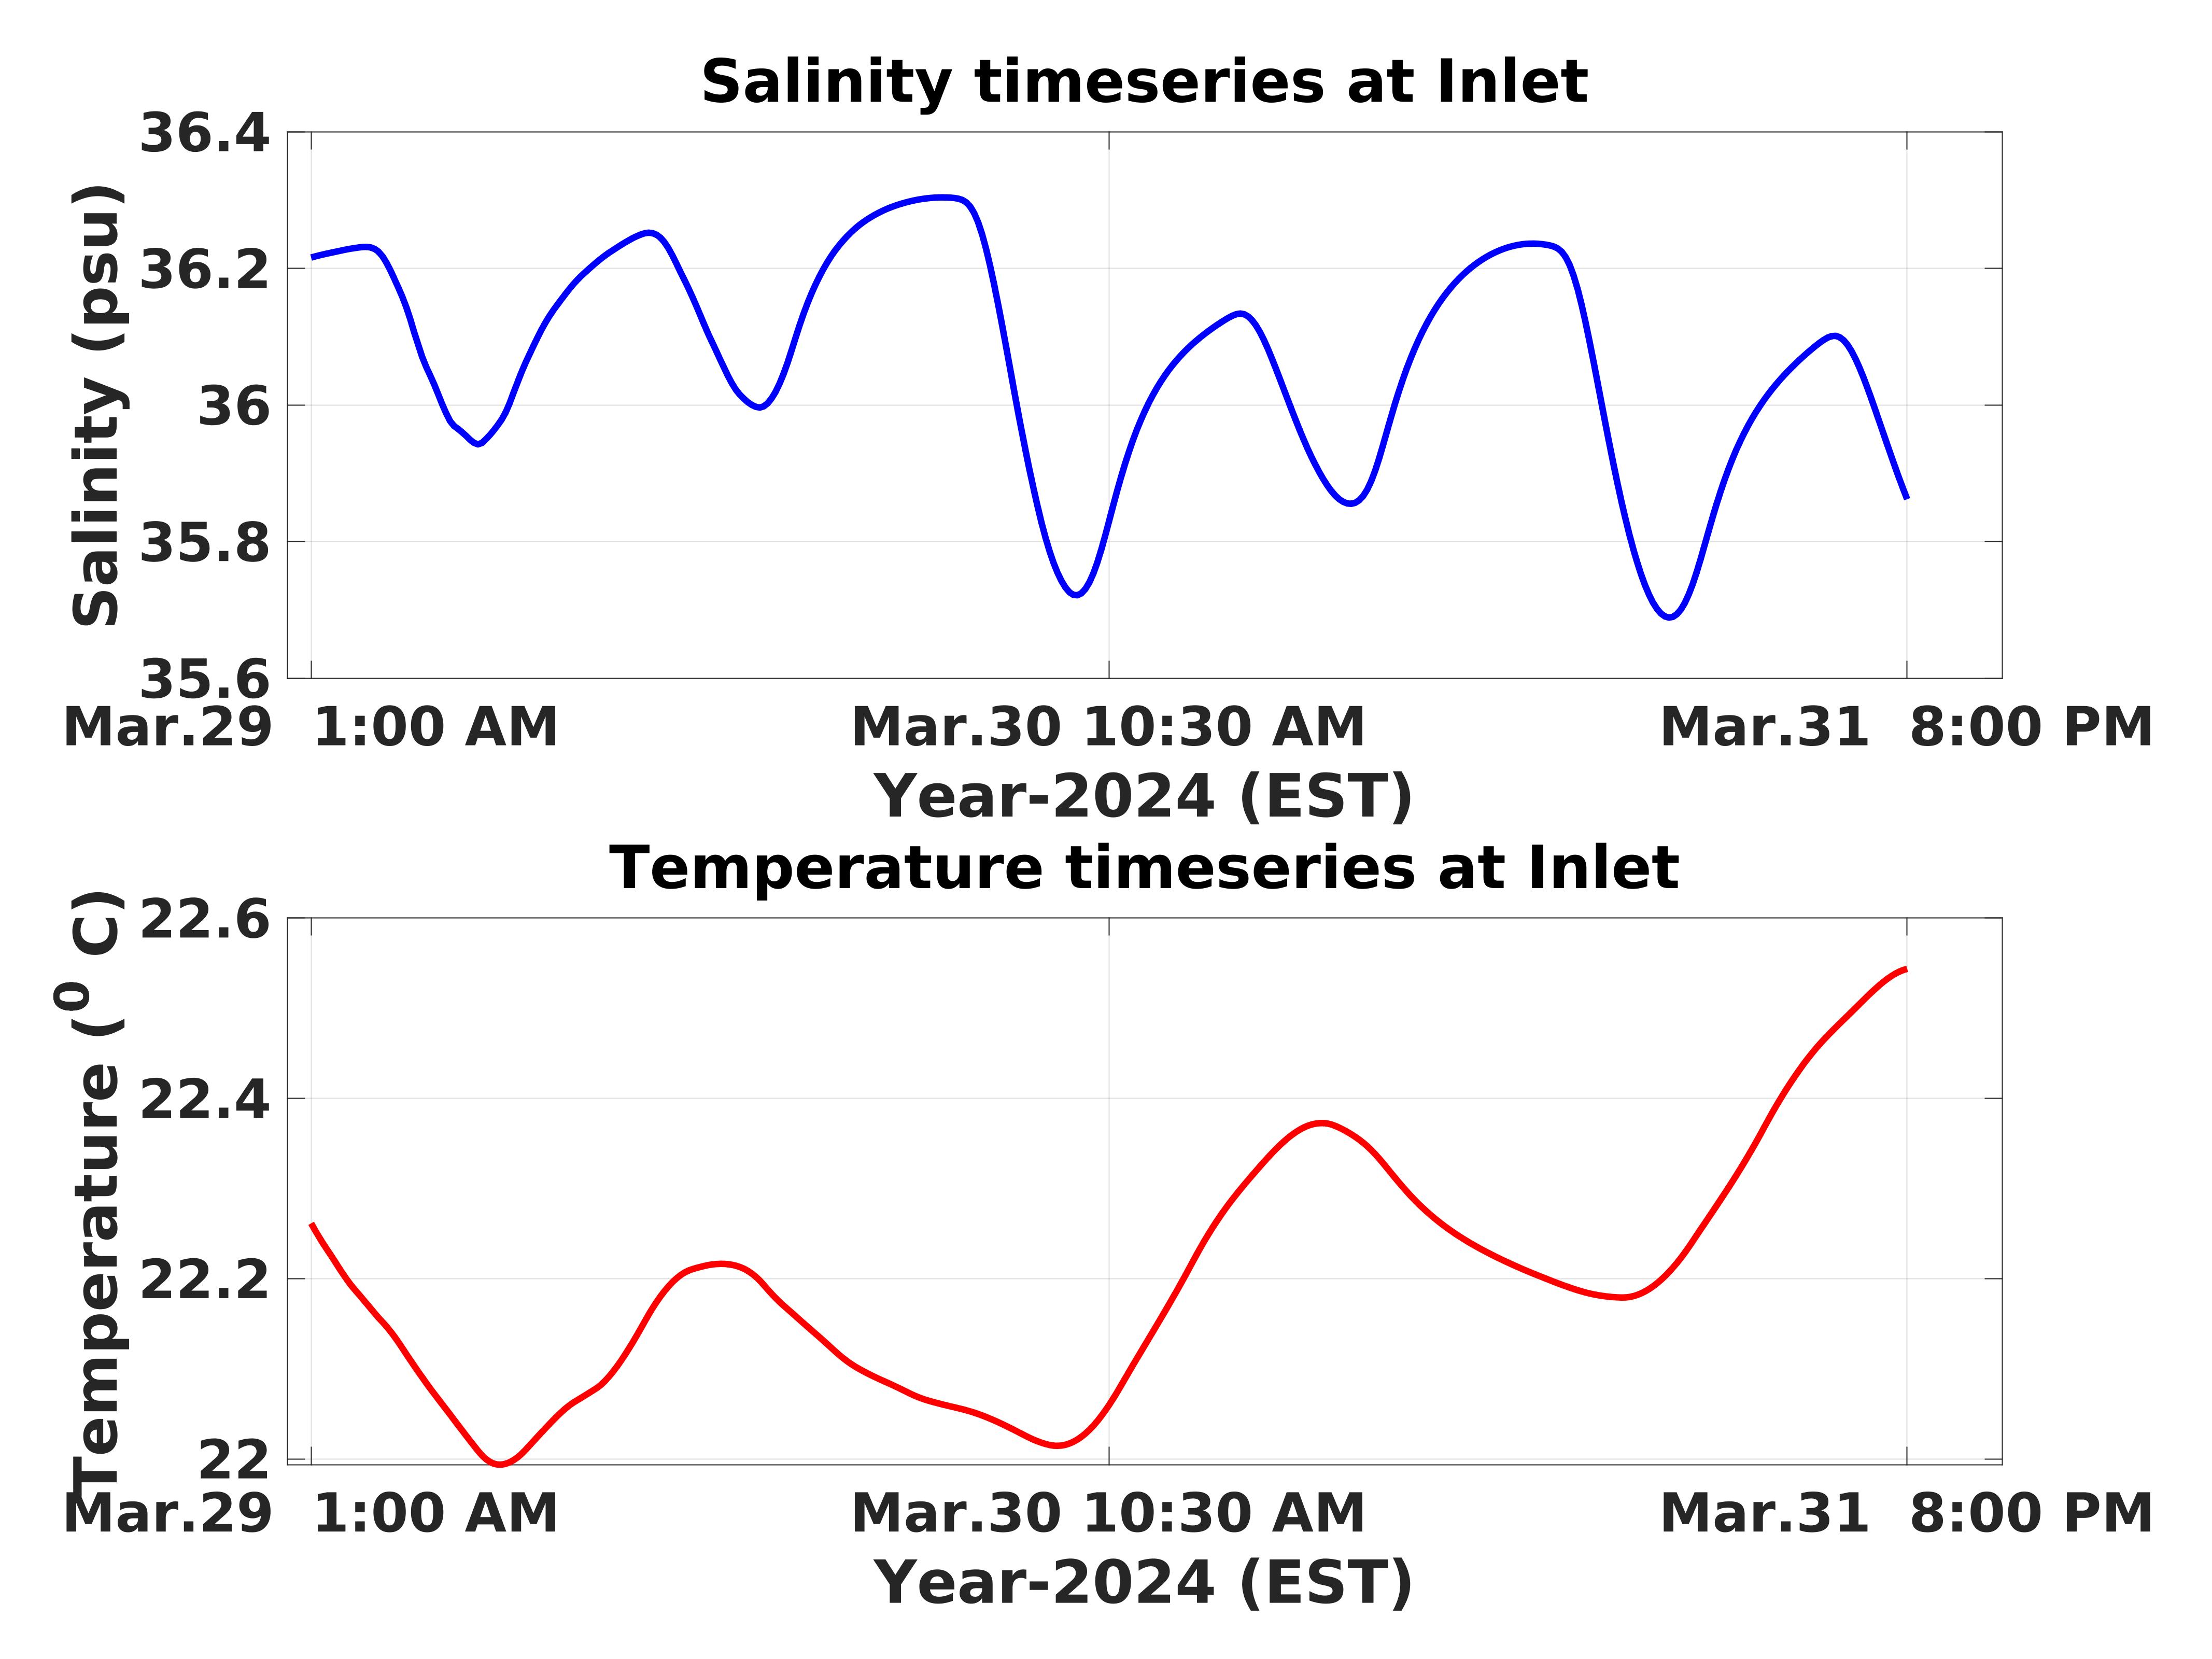 Salinity timeseries at Inlet
Salinity (psu)
36.4
36.2
36
35.8
35.6
Mar.29  1:00 AM Mar.30 10:30 AM Mar.31  8:00 PM
Year-2024 (EST)
Temperature timeseries at Inlet
Temperature (⁰ C)
22.6
22.4
22.2
22
Mar.29  1:00 AM Mar.30 10:30 AM Mar.31  8:00 PM
Year-2024 (EST)